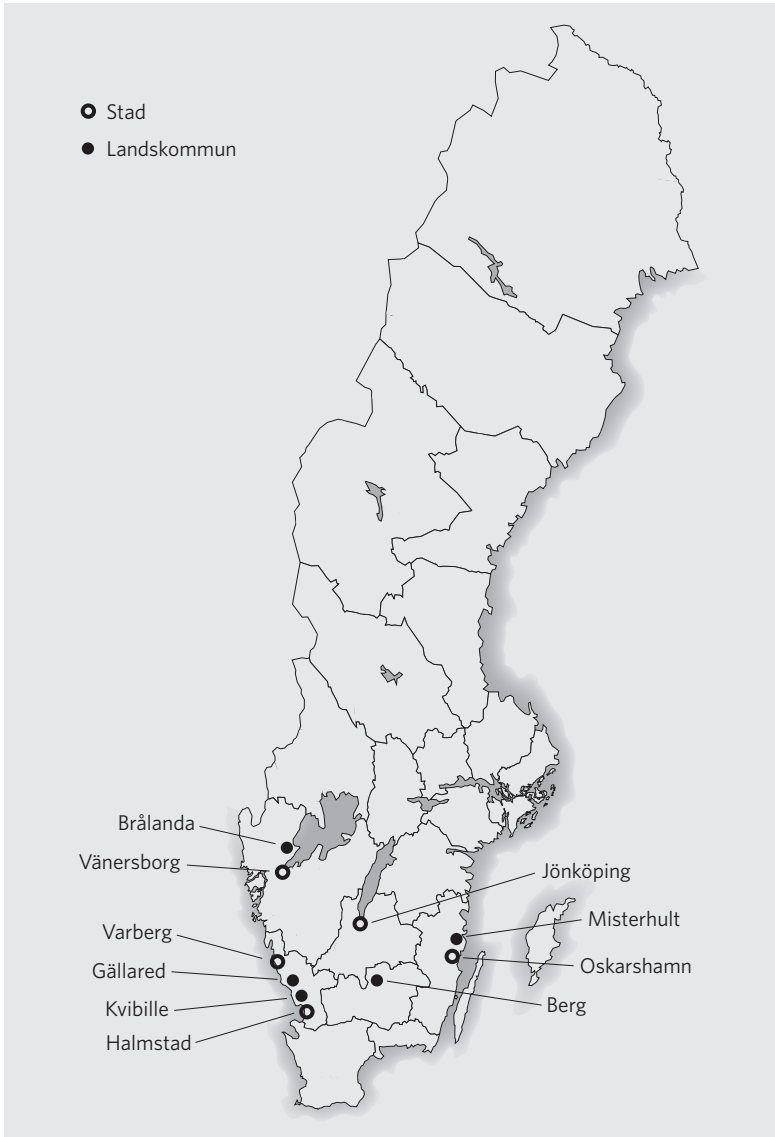 Stad
Landskommun
Brålanda
Vänersborg
Jönköping
Misterhult
Varberg
Oskarshamn
Gällared
Berg
Kvibille
Halmstad